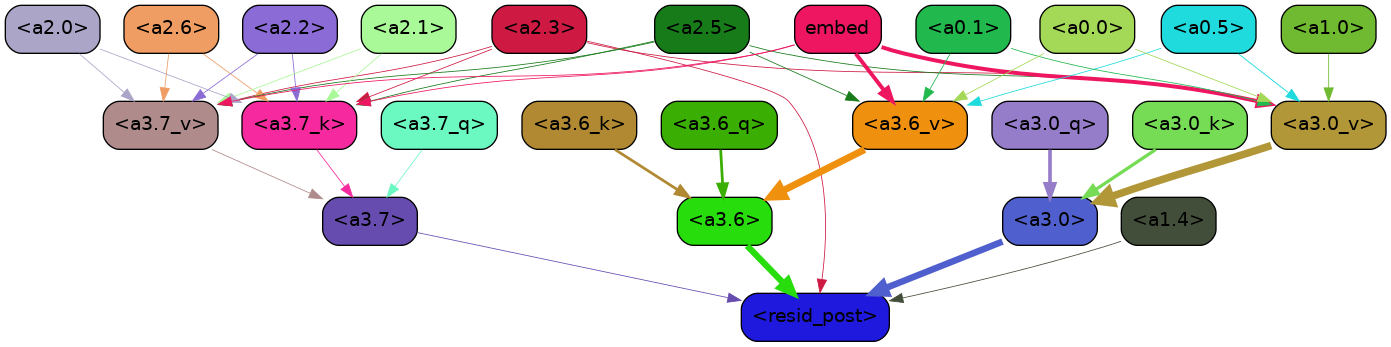 <a2.0> <a2.6> <a2.2> <a2.1> <a2.3> <a2.5> embed <a0.1> <a0.0> <a0.5> <a1.0>
<a3.7_v> <a3.7_k> <a3.7_q> <a3.6_k> <a3.6_q> <a3.6_v> <a3.0_q> <a3.0_k> <a3.0_v>
<a3.7> <a3.6> <a3.0> <a1.4>
<resid_post>